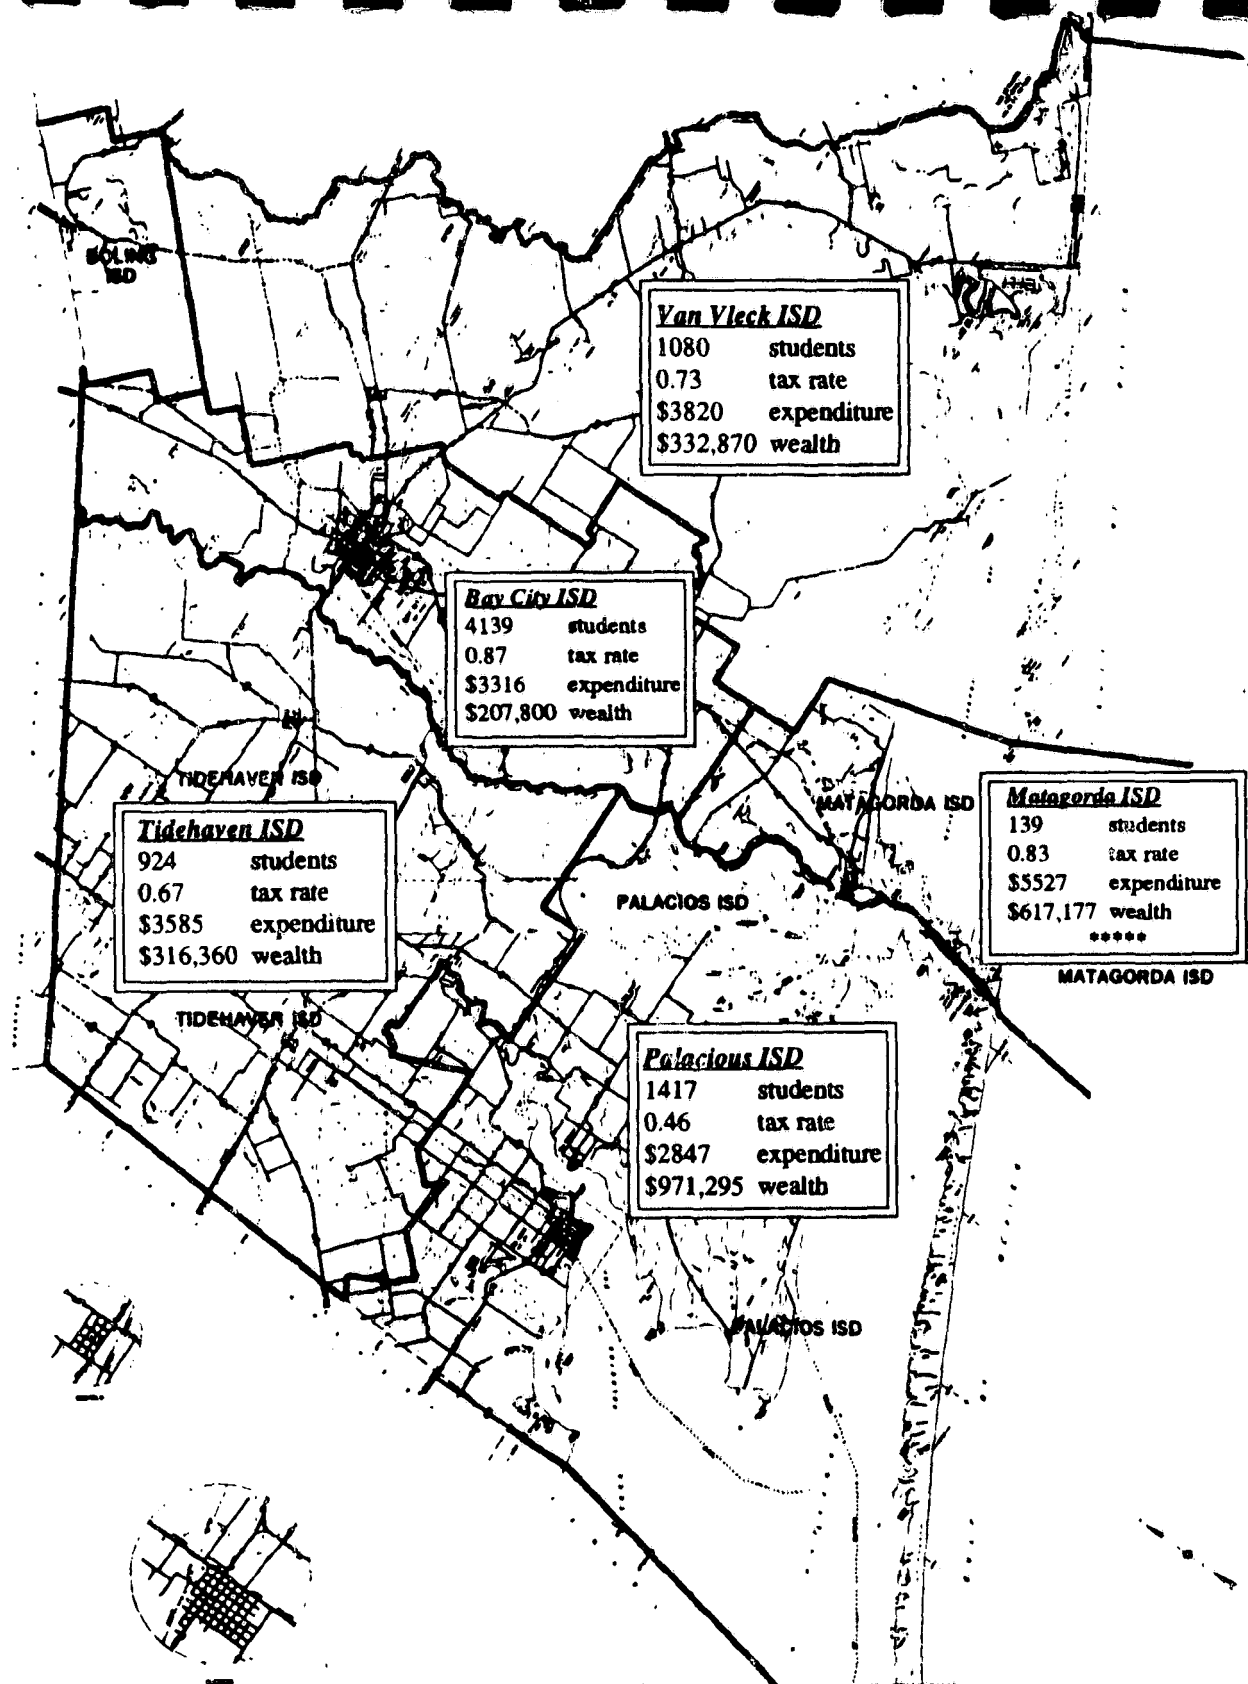 BOLING
ISD
Van Vleck ISD
1080 students
0.73 tax rate
$3820 expenditure
$332,870 wealth
Bay City ISD
4139 students
0.87 tax rate
$3316 expenditure
$207,800 wealth
TIDEHAVEN ISD
Tidehaven ISD
924 students
0.67 tax rate
$3585 expenditure
$316,360 wealth
TIDEHAVEN ISD
MATAGORDA ISD
Matagorda ISD
139 students
0.83 tax rate
$5527 expenditure
$617,177 wealth
*****
MATAGORDA ISD
PALACIOS ISD
Palacious ISD
1417 students
0.46 tax rate
$2847 expenditure
$971,295 wealth
PALACIOS ISD